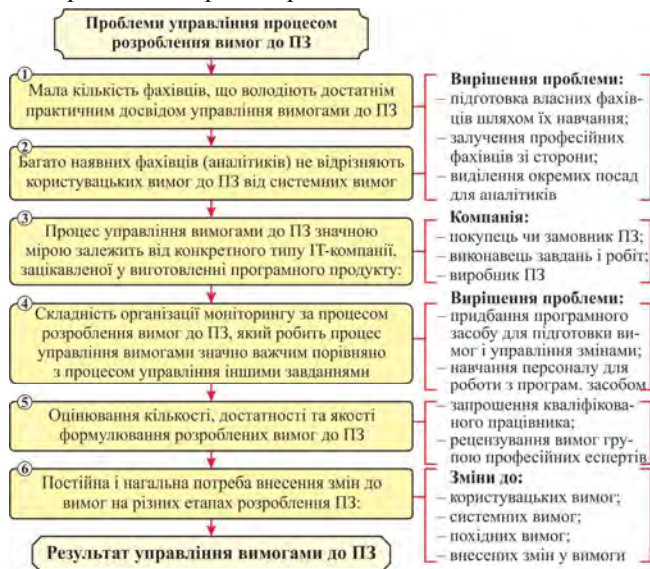 Проблеми управління процесом
розроблення вимог до ПЗ
1
Мала кількість фахівців, що володіють достатнім
практичним досвідом управління вимогами до ПЗ
2
Багато наявних фахівців (аналітиків) не відрізняють
користувацьких вимог до ПЗ від системних вимог
Вирішення проблеми:
– підготовка власних фахів-
ців шляхом їх навчання;
– залучення професійних
фахівців зі сторони;
– виділення окремих посад
для аналітиків
3
Процес управління вимогами до ПЗ значною
мірою залежить від конкретного типу ІТ-компанії,
зацікавленої у виготовленні програмного продукту:
Компанія:
– покупець чи замовник ПЗ;
– виконавець завдань і робіт;
– виробник ПЗ
4
Складність організації моніторингу за процесом
розроблення вимог до ПЗ, який робить процес
управління вимогами значно важчим порівняно
з процесом управління іншими завданнями
Вирішення проблеми:
– придбання програмного
засобу для підготовки ви-
мог і управління змінами;
– навчання персоналу для
роботи з програм. засобом
5
Оцінювання кількості, достатності та якості
формулювання розроблених вимог до ПЗ
– запрошення кваліфікова-
ного працівника;
– рецензування вимог гру-
пою професійних еспертів
6
Постійна і нагальна потреба внесення змін до
вимог на різних етапах розроблення ПЗ:
Зміни до:
– користувацьких вимог;
– системних вимог;
– похідних вимог;
– внесених змін у вимоги
Результат управління вимогами до ПЗ